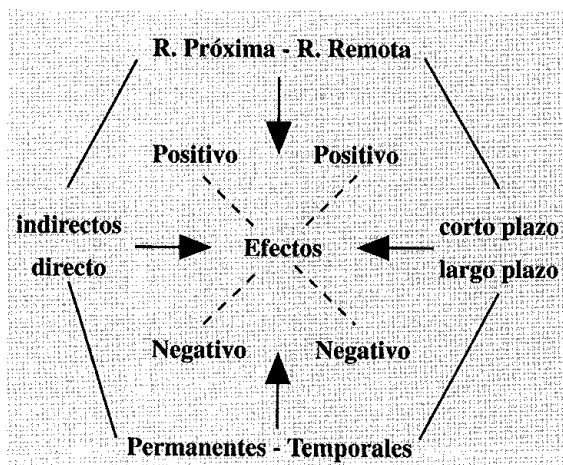 R. Próxima - R. Remota
Positivo Positivo
indirectos
directo
Efectos
corto plazo
largo plazo
Negativo Negativo
Permanentes - Temporales